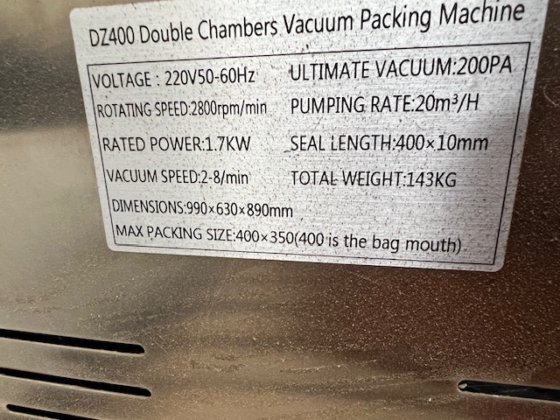 DZ400 Double Chambers Vacuum Packing Machine
VOLTAGE : 220V50-60Hz ULTIMATE VACUUM:200PA
ROTATING SPEED:2800rpm/min PUMPING RATE:20m³/H
RATED POWER:1.7KW SEAL LENGTH:400×10mm
VACUUM SPEED:2-8/min TOTAL WEIGHT:143KG
DIMENSIONS:990×630×890mm
MAX PACKING SIZE:400×350(400 is the bag mouth)